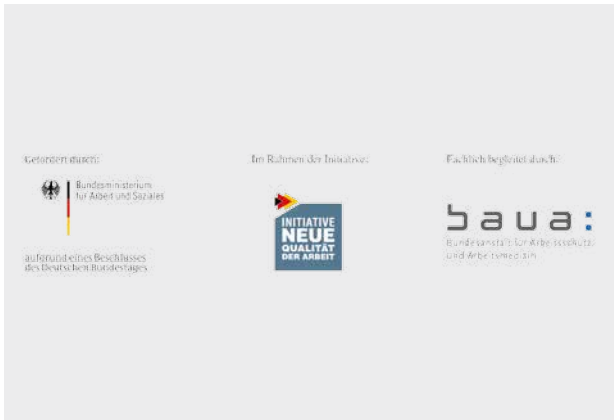 Gefördert durch:
Bundesministerium
für Arbeit und Soziales
aufgrund eines Beschlusses
des Deutschen Bundestages
Im Rahmen der Initiative:
INITIATIVE
NEUE
QUALITÄT
DER ARBEIT
Fachlich begleitet durch:
baua:
Bundesanstalt für Arbeitsschutz
und Arbeitsmedizin